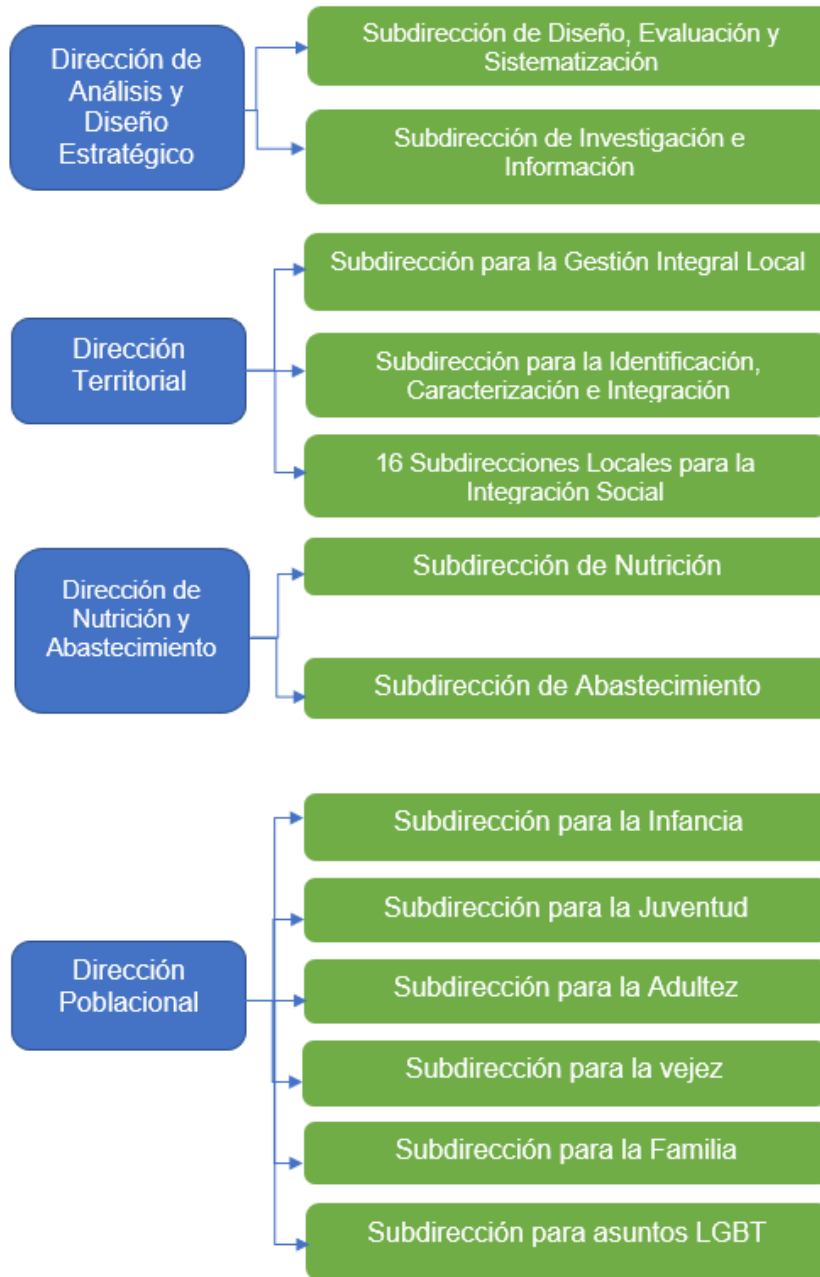 Dirección de
Análisis y
Diseño
Estratégico
Subdirección de Diseño, Evaluación y
Sistematización
Subdirección de Investigación e
Información
Dirección
Territorial
Subdirección para la Gestión Integral Local
Subdirección para la Identificación,
Caracterización e Integración
16 Subdirecciones Locales para la
Integración Social
Dirección de
Nutrición y
Abastecimiento
Subdirección de Nutrición
Subdirección de Abastecimiento
Dirección
Poblacional
Subdirección para la Infancia
Subdirección para la Juventud
Subdirección para la Adultez
Subdirección para la vejez
Subdirección para la Familia
Subdirección para asuntos LGBT